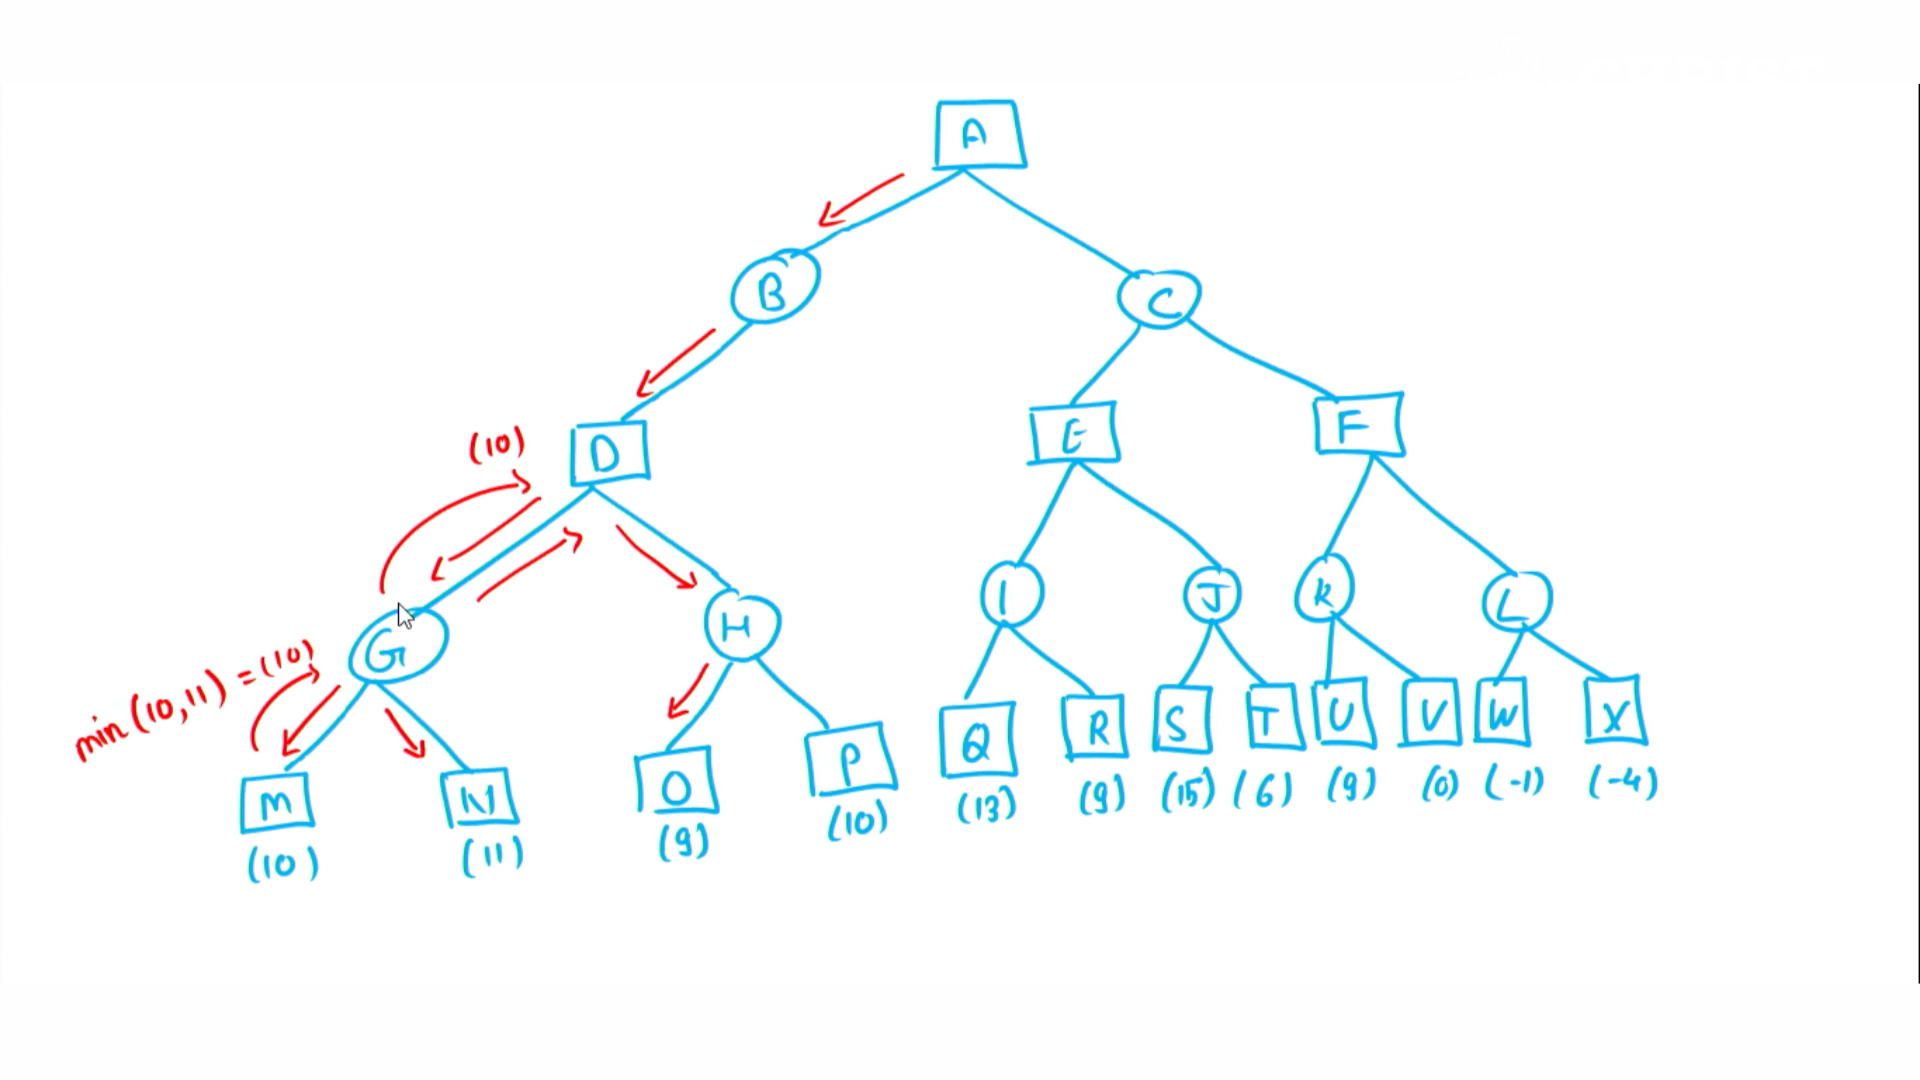 A
B
C
(10)
D
E
F
min (10,11) = (10)
G
H
I
J
K
L
M
N
O
P
Q
R
S
T
U
V
W
X
(10)
(11)
(9)
(10)
(13)
(9)
(15)
(6)
(9)
(0)
(-1)
(-4)